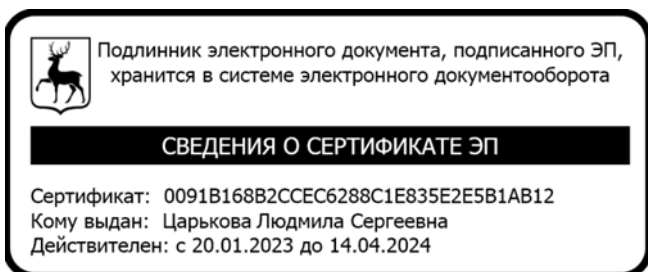 Подлинник электронного документа, подписанного ЭП,
хранится в системе электронного документооборота
СВЕДЕНИЯ О СЕРТИФИКАТЕ ЭП
Сертификат: 0091B168B2CCEC6288C1E835E2E5B1AB12
Кому выдан: Царькова Людмила Сергеевна
Действителен: с 20.01.2023 до 14.04.2024